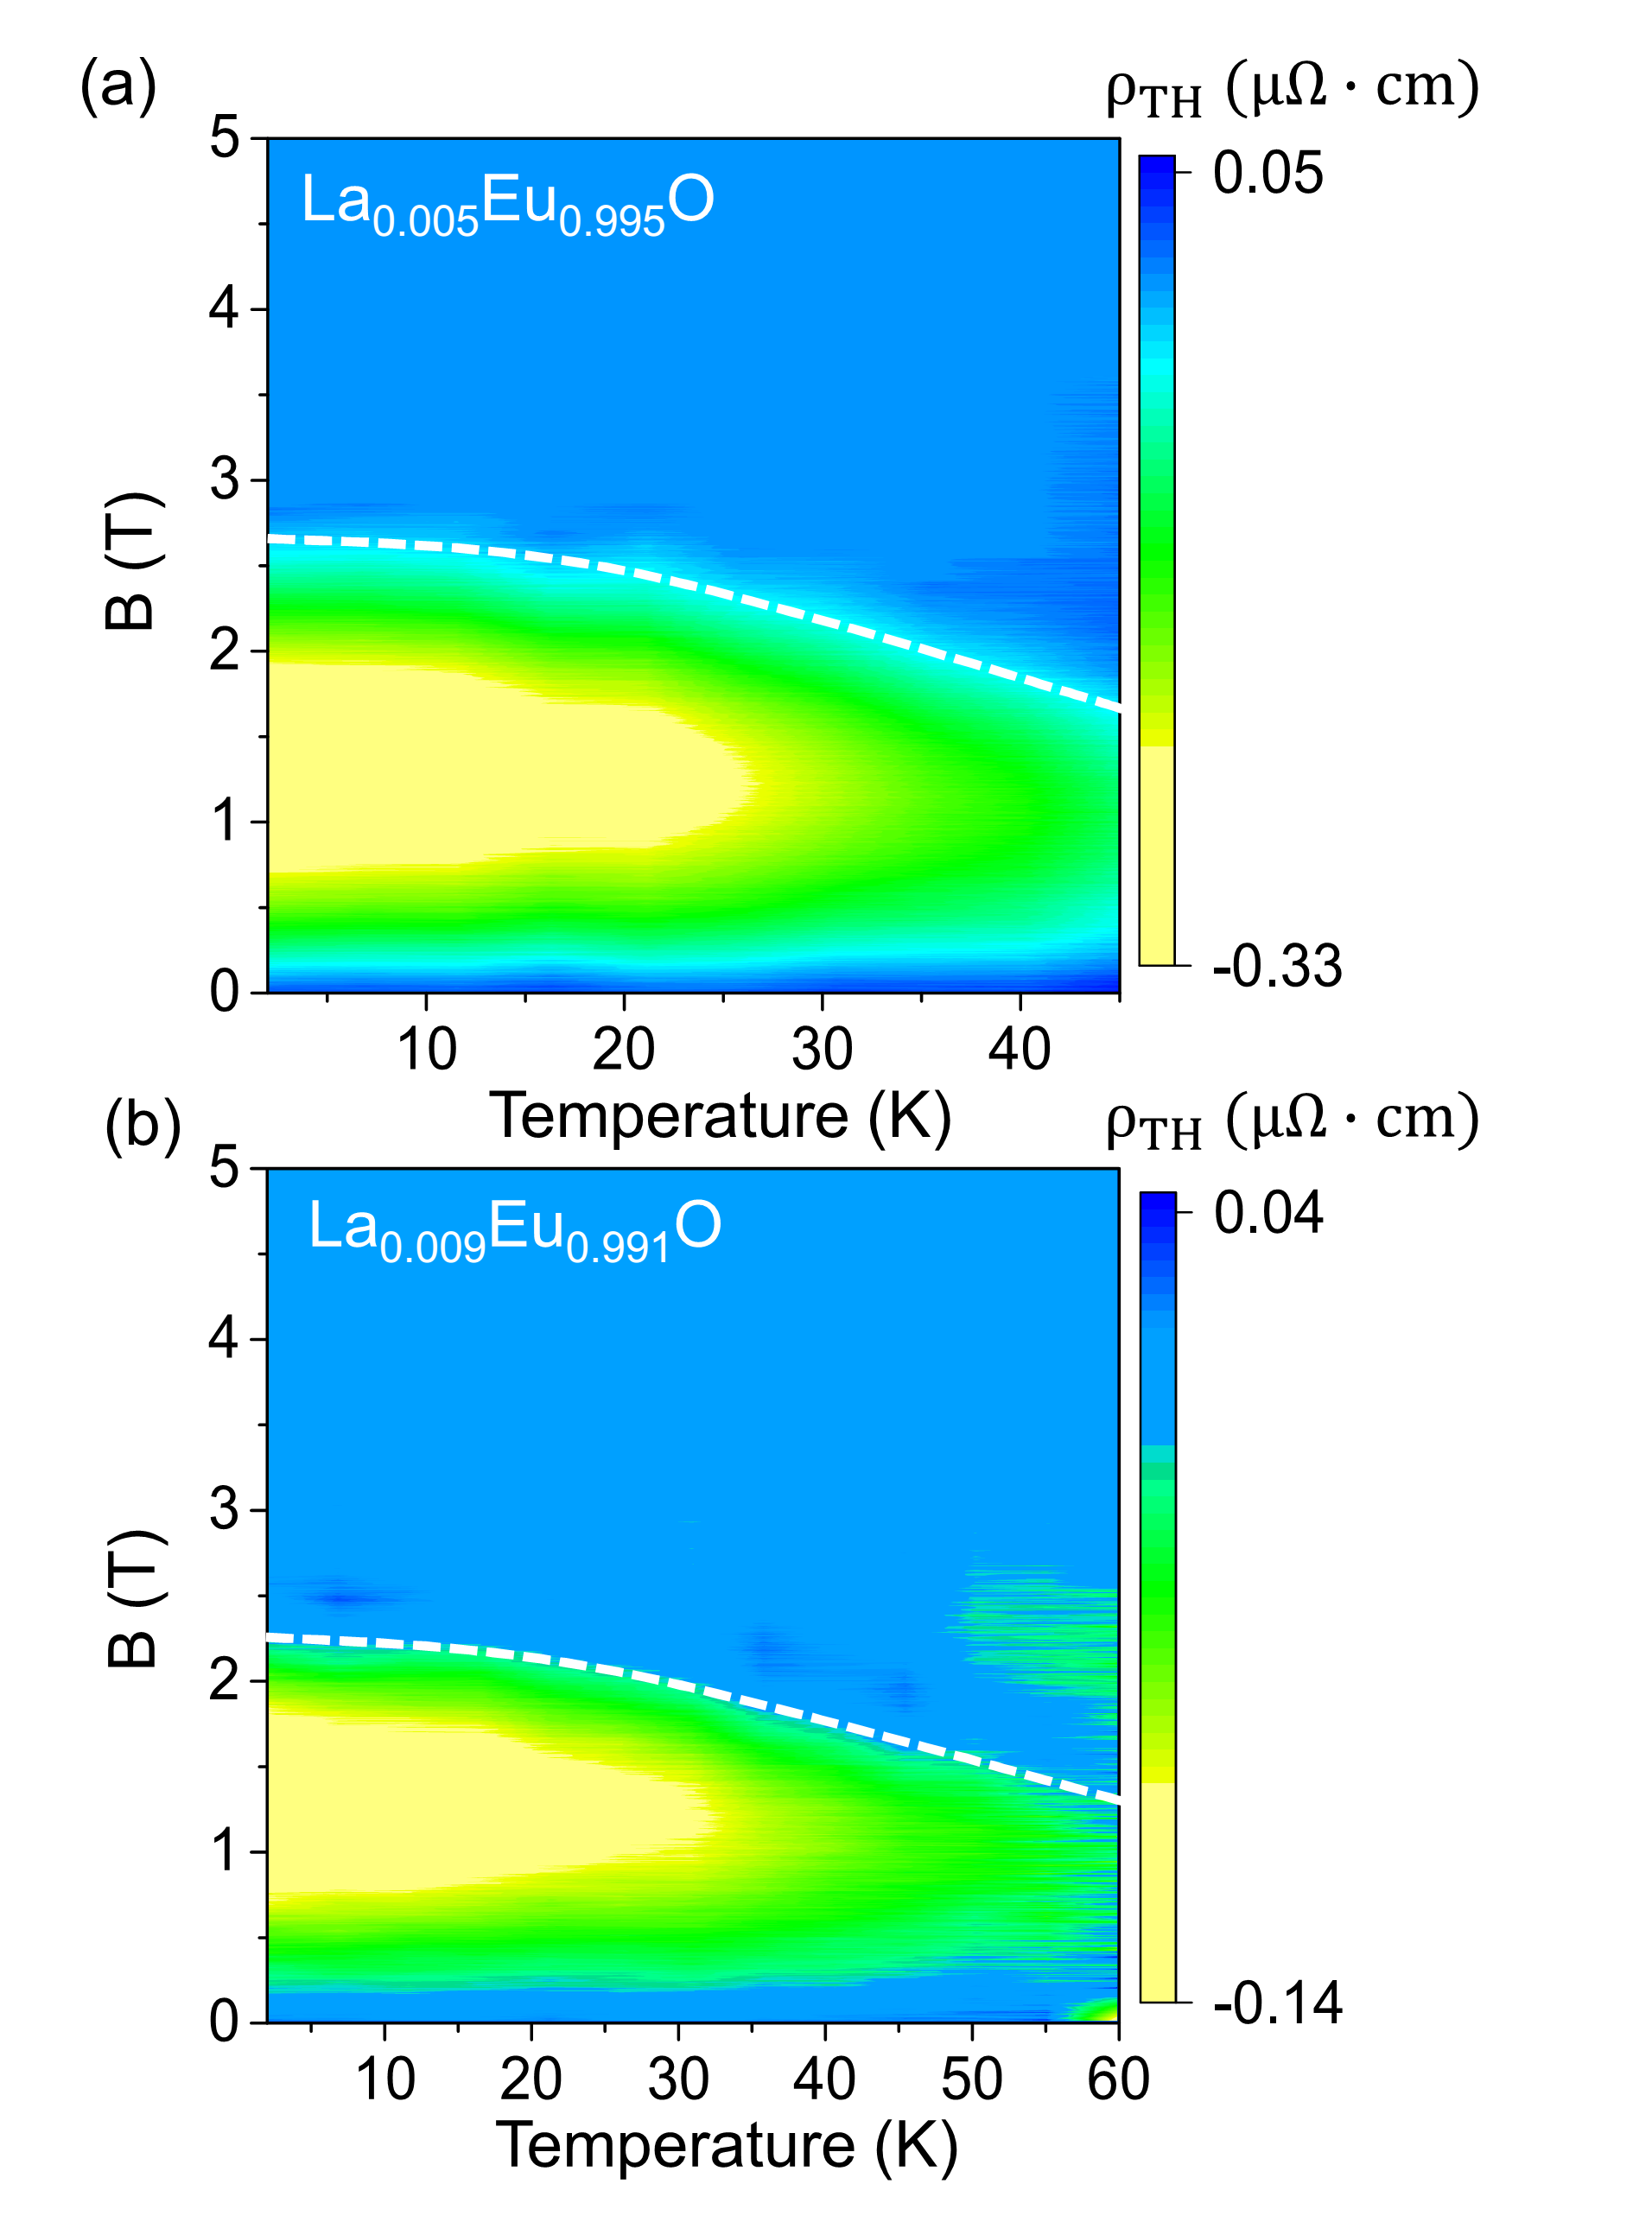 (a)
ρTH (μΩ · cm)
5
4
3
2
1
0
B (T)
La0.005Eu0.995O
0.05
-0.33
10 20 30 40
Temperature (K)
(b)
ρTH (μΩ · cm)
5
4
3
2
1
0
B (T)
La0.009Eu0.991O
0.04
-0.14
10 20 30 40 50 60
Temperature (K)